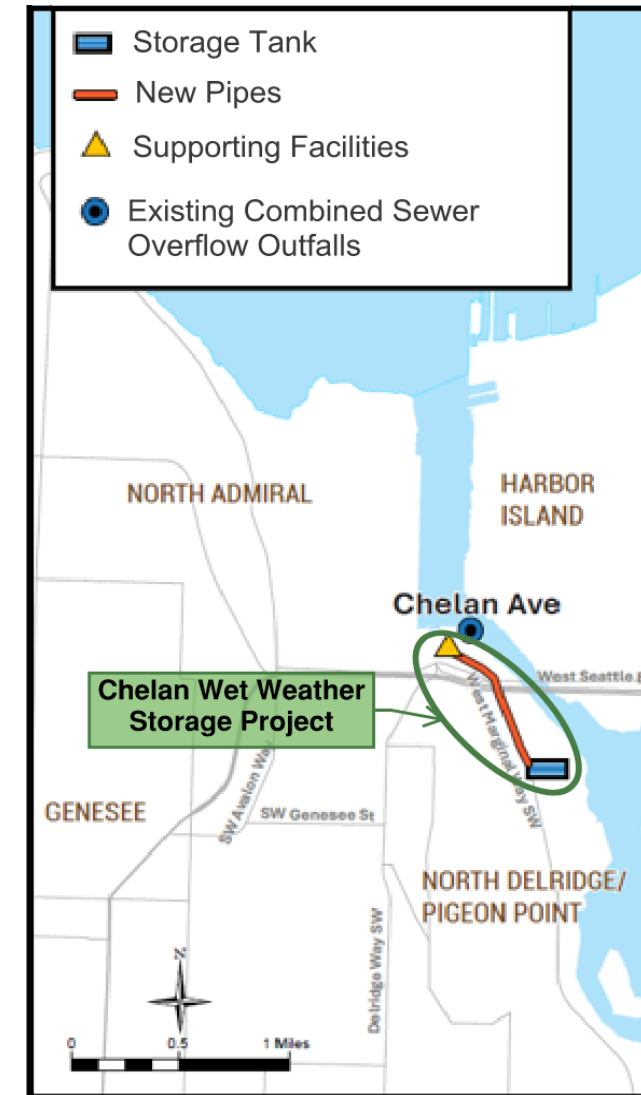 Storage Tank
New Pipes
Supporting Facilities
Existing Combined Sewer
Overflow Outfalls
NORTH ADMIRAL
HARBOR
ISLAND
Chelan Ave
West Seattle
Chelan Wet Weather
Storage Project
West Marginal Way SW
GENESEE
SW Avalon Way
SW Genesee St
NORTH DELRIDGE/
PIGEON POINT
Delridge Way SW
N
0 0.5 1 Miles